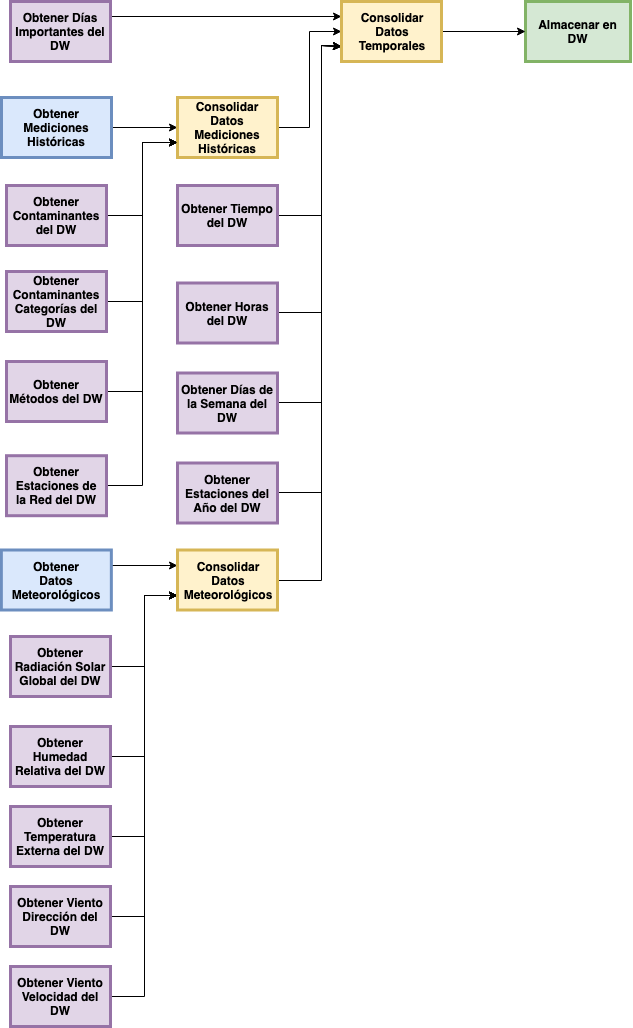 Obtener Días
Importantes del
DW
Consolidar
Datos
Temporales
Almacenar en
DW
Obtener
Mediciones
Históricas
Consolidar
Datos
Mediciones
Históricas
Obtener
Contaminantes
del DW
Obtener Tiempo
del DW
Obtener
Contaminantes
Categorías del
DW
Obtener Horas
del DW
Obtener
Métodos del DW
Obtener Días de
la Semana del
DW
Obtener
Estaciones de
la Red del DW
Obtener
Estaciones del
Año del DW
Obtener
Datos
Meteorológicos
Consolidar
Datos
Meteorológicos
Obtener
Radiación Solar
Global del DW
Obtener
Humedad
Relativa del DW
Obtener
Temperatura
Externa del DW
Obtener Viento
Dirección del
DW
Obtener Viento
Velocidad del
DW